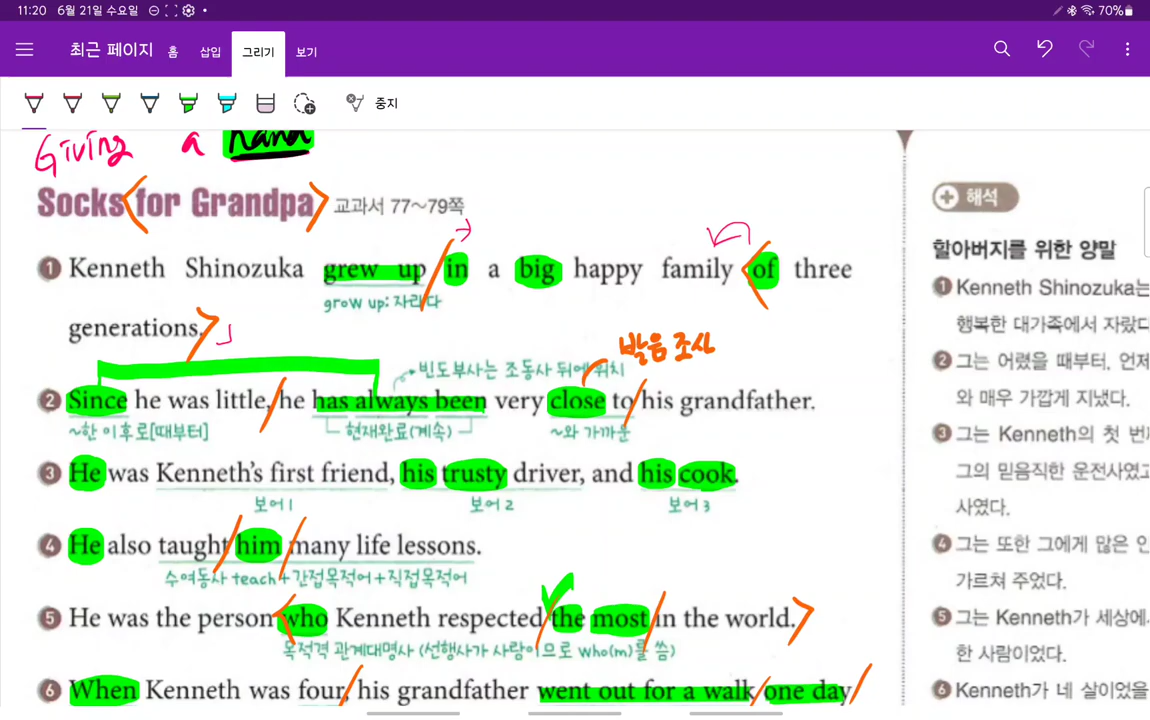 11:20 6월 21일 수요일 70%
최근 페이지 홈 삽입 그리기 보기
중지
Giving a hand
Socks <for Grandpa> 교과서 77~79쪽
❶ Kenneth Shinozuka grew up / in a big happy family <of three
grow up: 자라다
generations.>
발음 조사
빈도부사는 조동사 뒤에 위치
❷ Since he was little, / he has always been very close to / his grandfather.
~한 이후로[때부터] 현재완료(계속) ~와 가까운
❸ He was Kenneth's first friend, his trusty driver, and his cook.
보어1 보어2 보어3
❹ He also taught / him / many life lessons.
수여동사 teach+간접목적어+직접목적어
❺ He was the person <who Kenneth respected / the most / in the world.>
목적격 관계대명사 (선행사가 사람이므로 who(m)를 씀)
❻ When Kenneth was four, / his grandfather went out for a walk / one day /
해석
할아버지를 위한 양말
❶ Kenneth Shinozuka는
행복한 대가족에서 자랐다
❷ 그는 어렸을 때부터, 언제
와 매우 가깝게 지냈다.
❸ 그는 Kenneth의 첫 번
그의 믿음직한 운전사였고
사였다.
❹ 그는 또한 그에게 많은 인
가르쳐 주었다.
❺ 그는 Kenneth가 세상에
한 사람이었다.
❻ Kenneth가 네 살이었을